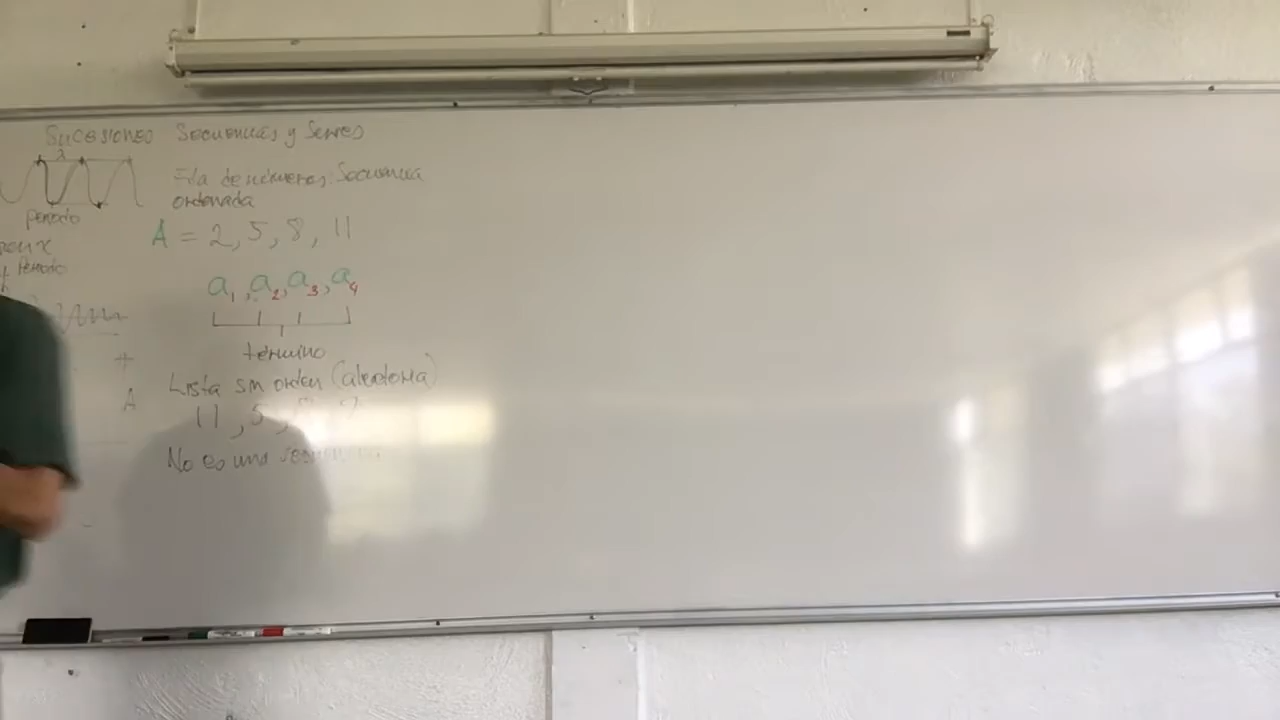 Sucesiones Secuencias y Series
λ
Fila de números. Secuencia
ordenada
periodo
A = 2, 5, 8, 11
Periodo
a1, a2, a3, a4
término
+
Lista sin orden (aleatoria)
A
11, 5
No es una